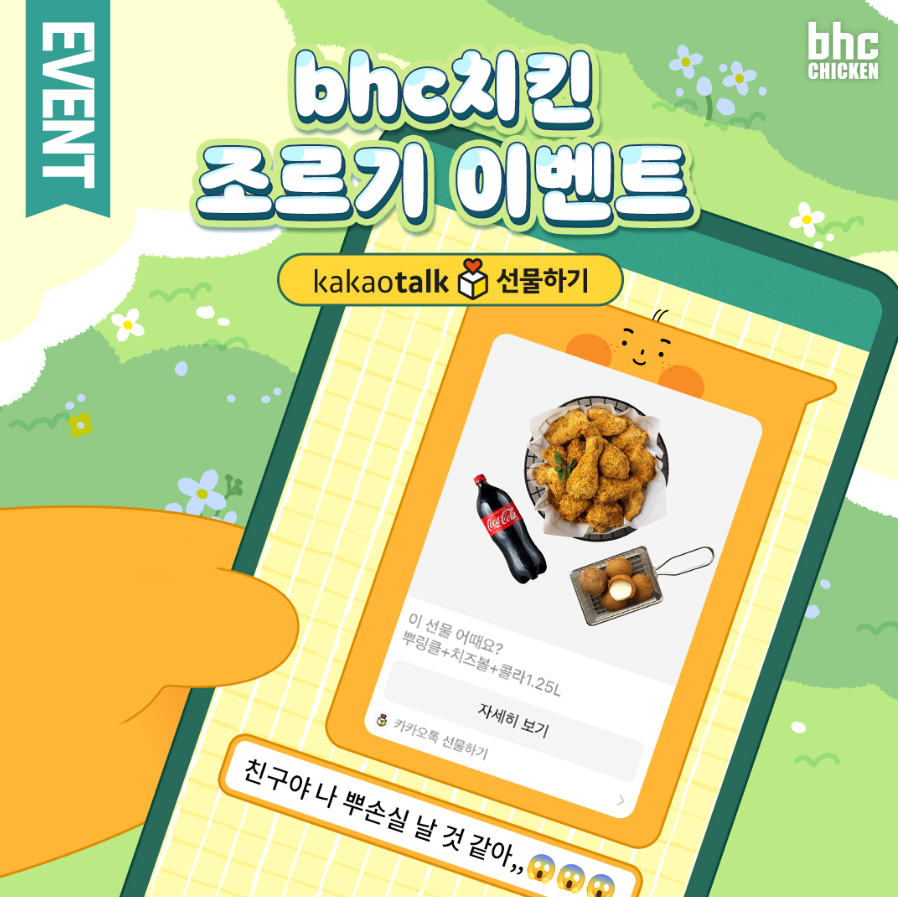 EVENT
bhc
CHICKEN
bhc치킨
조르기 이벤트
kakaotalk 선물하기
Coca-Cola
이 선물 어때요?
뿌링클+치즈볼+콜라1.25L
자세히 보기
카카오톡 선물하기
친구야 나 뿌손실 날 것 같아,,😱😱😱